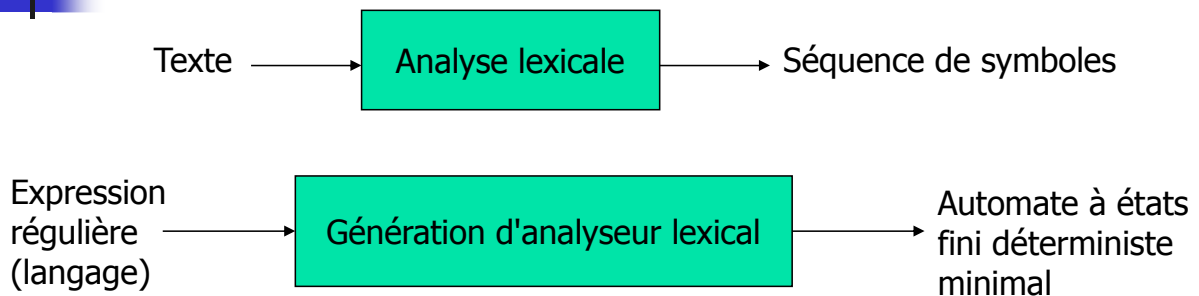 Texte
Analyse lexicale
Séquence de symboles
Expression
régulière
(langage)
Génération d'analyseur lexical
Automate à états
fini déterministe
minimal